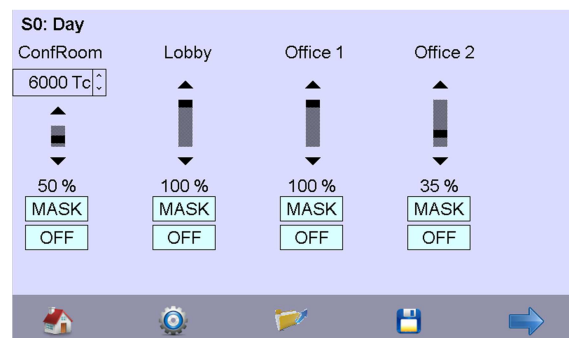 S0: Day
ConfRoom Lobby Office 1 Office 2
6000 Tc
50 % 100 % 100 % 35 %
MASK MASK MASK MASK
OFF OFF OFF OFF